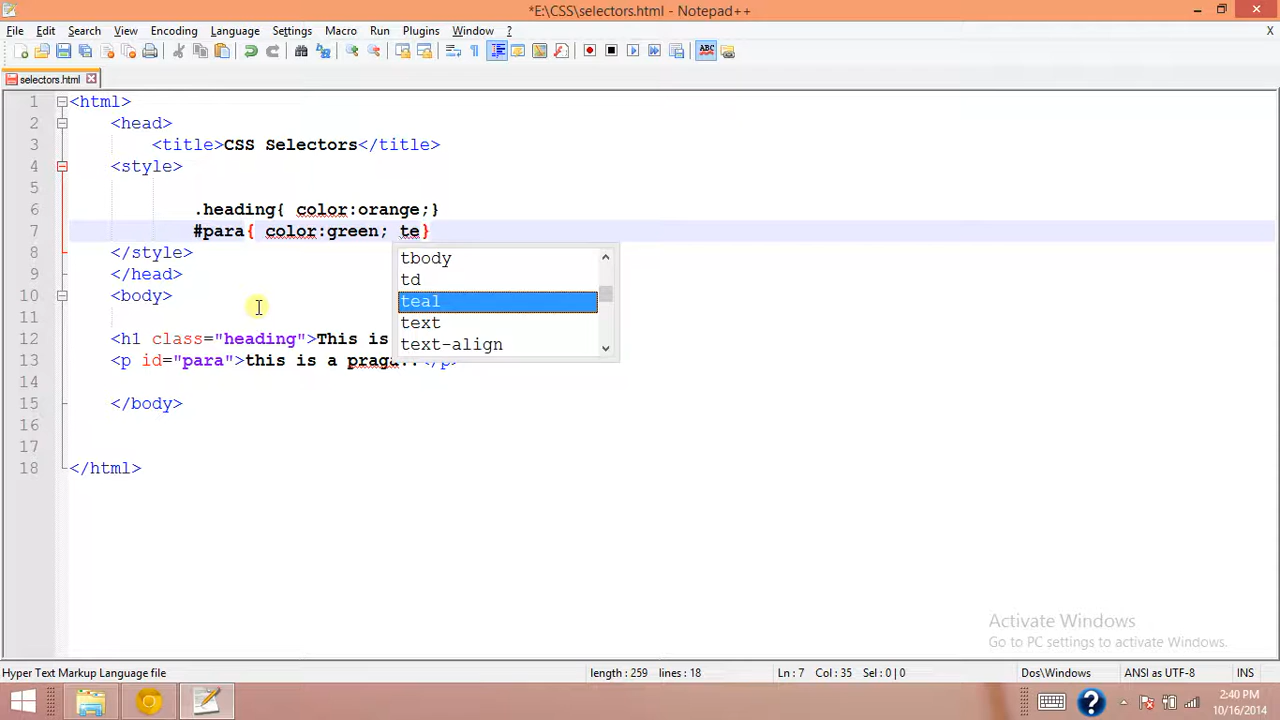 *E:\CSS\selectors.html - Notepad++
File Edit Search View Encoding Language Settings Macro Run Plugins Window ? X
ABC
selectors.html
1 <html>
2 <head>
3 <title>CSS Selectors</title>
4 <style>
5
6 .heading{ color:orange;}
7 #para{ color:green; te}
8 </style>
9 </head>
10 <body>
11
12 <h1 class="heading">This is
13 <p id="para">this is a praga..</p>
14
15 </body>
16
17
18 </html>
tbody
td
teal
text
text-align
Activate Windows
Go to PC settings to activate Windows.
Hyper Text Markup Language file length : 259 lines : 18 Ln : 7 Col : 35 Sel : 0 | 0 Dos\Windows ANSI as UTF-8 INS
2:40 PM
10/16/2014